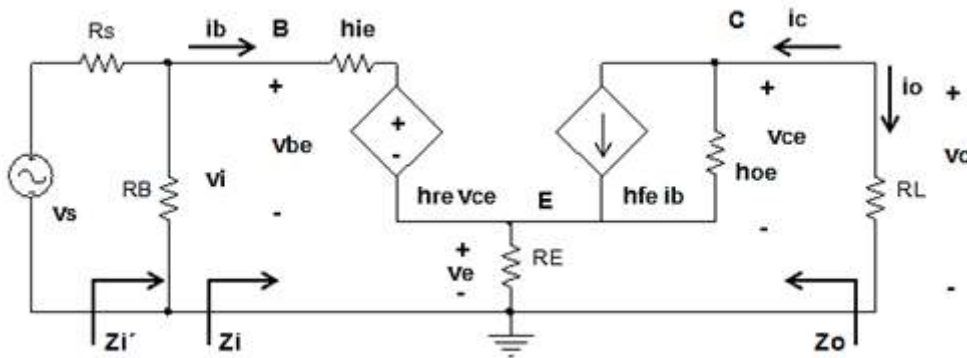 Rs
ib
B
hie
C
ic
io
+
vbe
-
+
-
+
vce
-
+
-
vs
RB
vi
hre vce
E
hfe ib
hoe
RL
+
ve
-
RE
Zi´
Zi
Zo